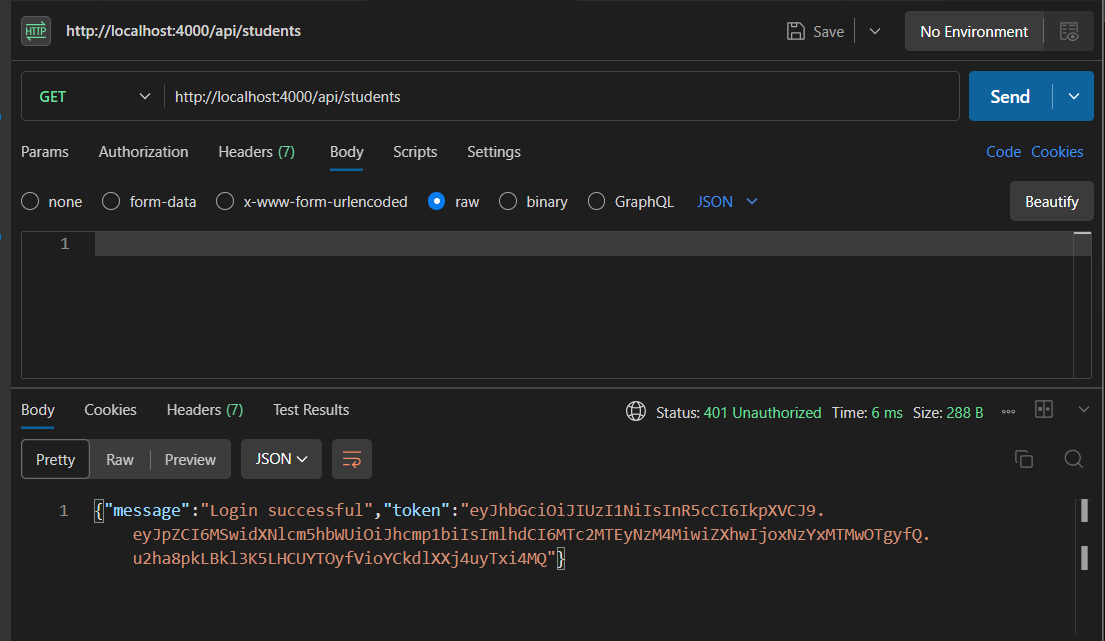 HTTP http://localhost:4000/api/students Save No Environment
GET http://localhost:4000/api/students Send
Params Authorization Headers (7) Body Scripts Settings Code Cookies
none form-data x-www-form-urlencoded raw binary GraphQL JSON Beautify
1
Body Cookies Headers (7) Test Results Status: 401 Unauthorized Time: 6 ms Size: 288 B
Pretty Raw Preview JSON
1 {"message":"Login successful","token":"eyJhbGciOiJIUzI1NiIsInR5cCI6IkpXVCJ9.
eyJpZCI6MSwidXNlcm5hbWUiOiJhcmp1biIsImlhdCI6MTc2MTEyNzM4MiwiZXhwIjoxNzYxMTMwOTgyfQ.
u2ha8pkLBkl3K5LHCUYTOyfVioYCkdlXXj4uyTxi4MQ"}